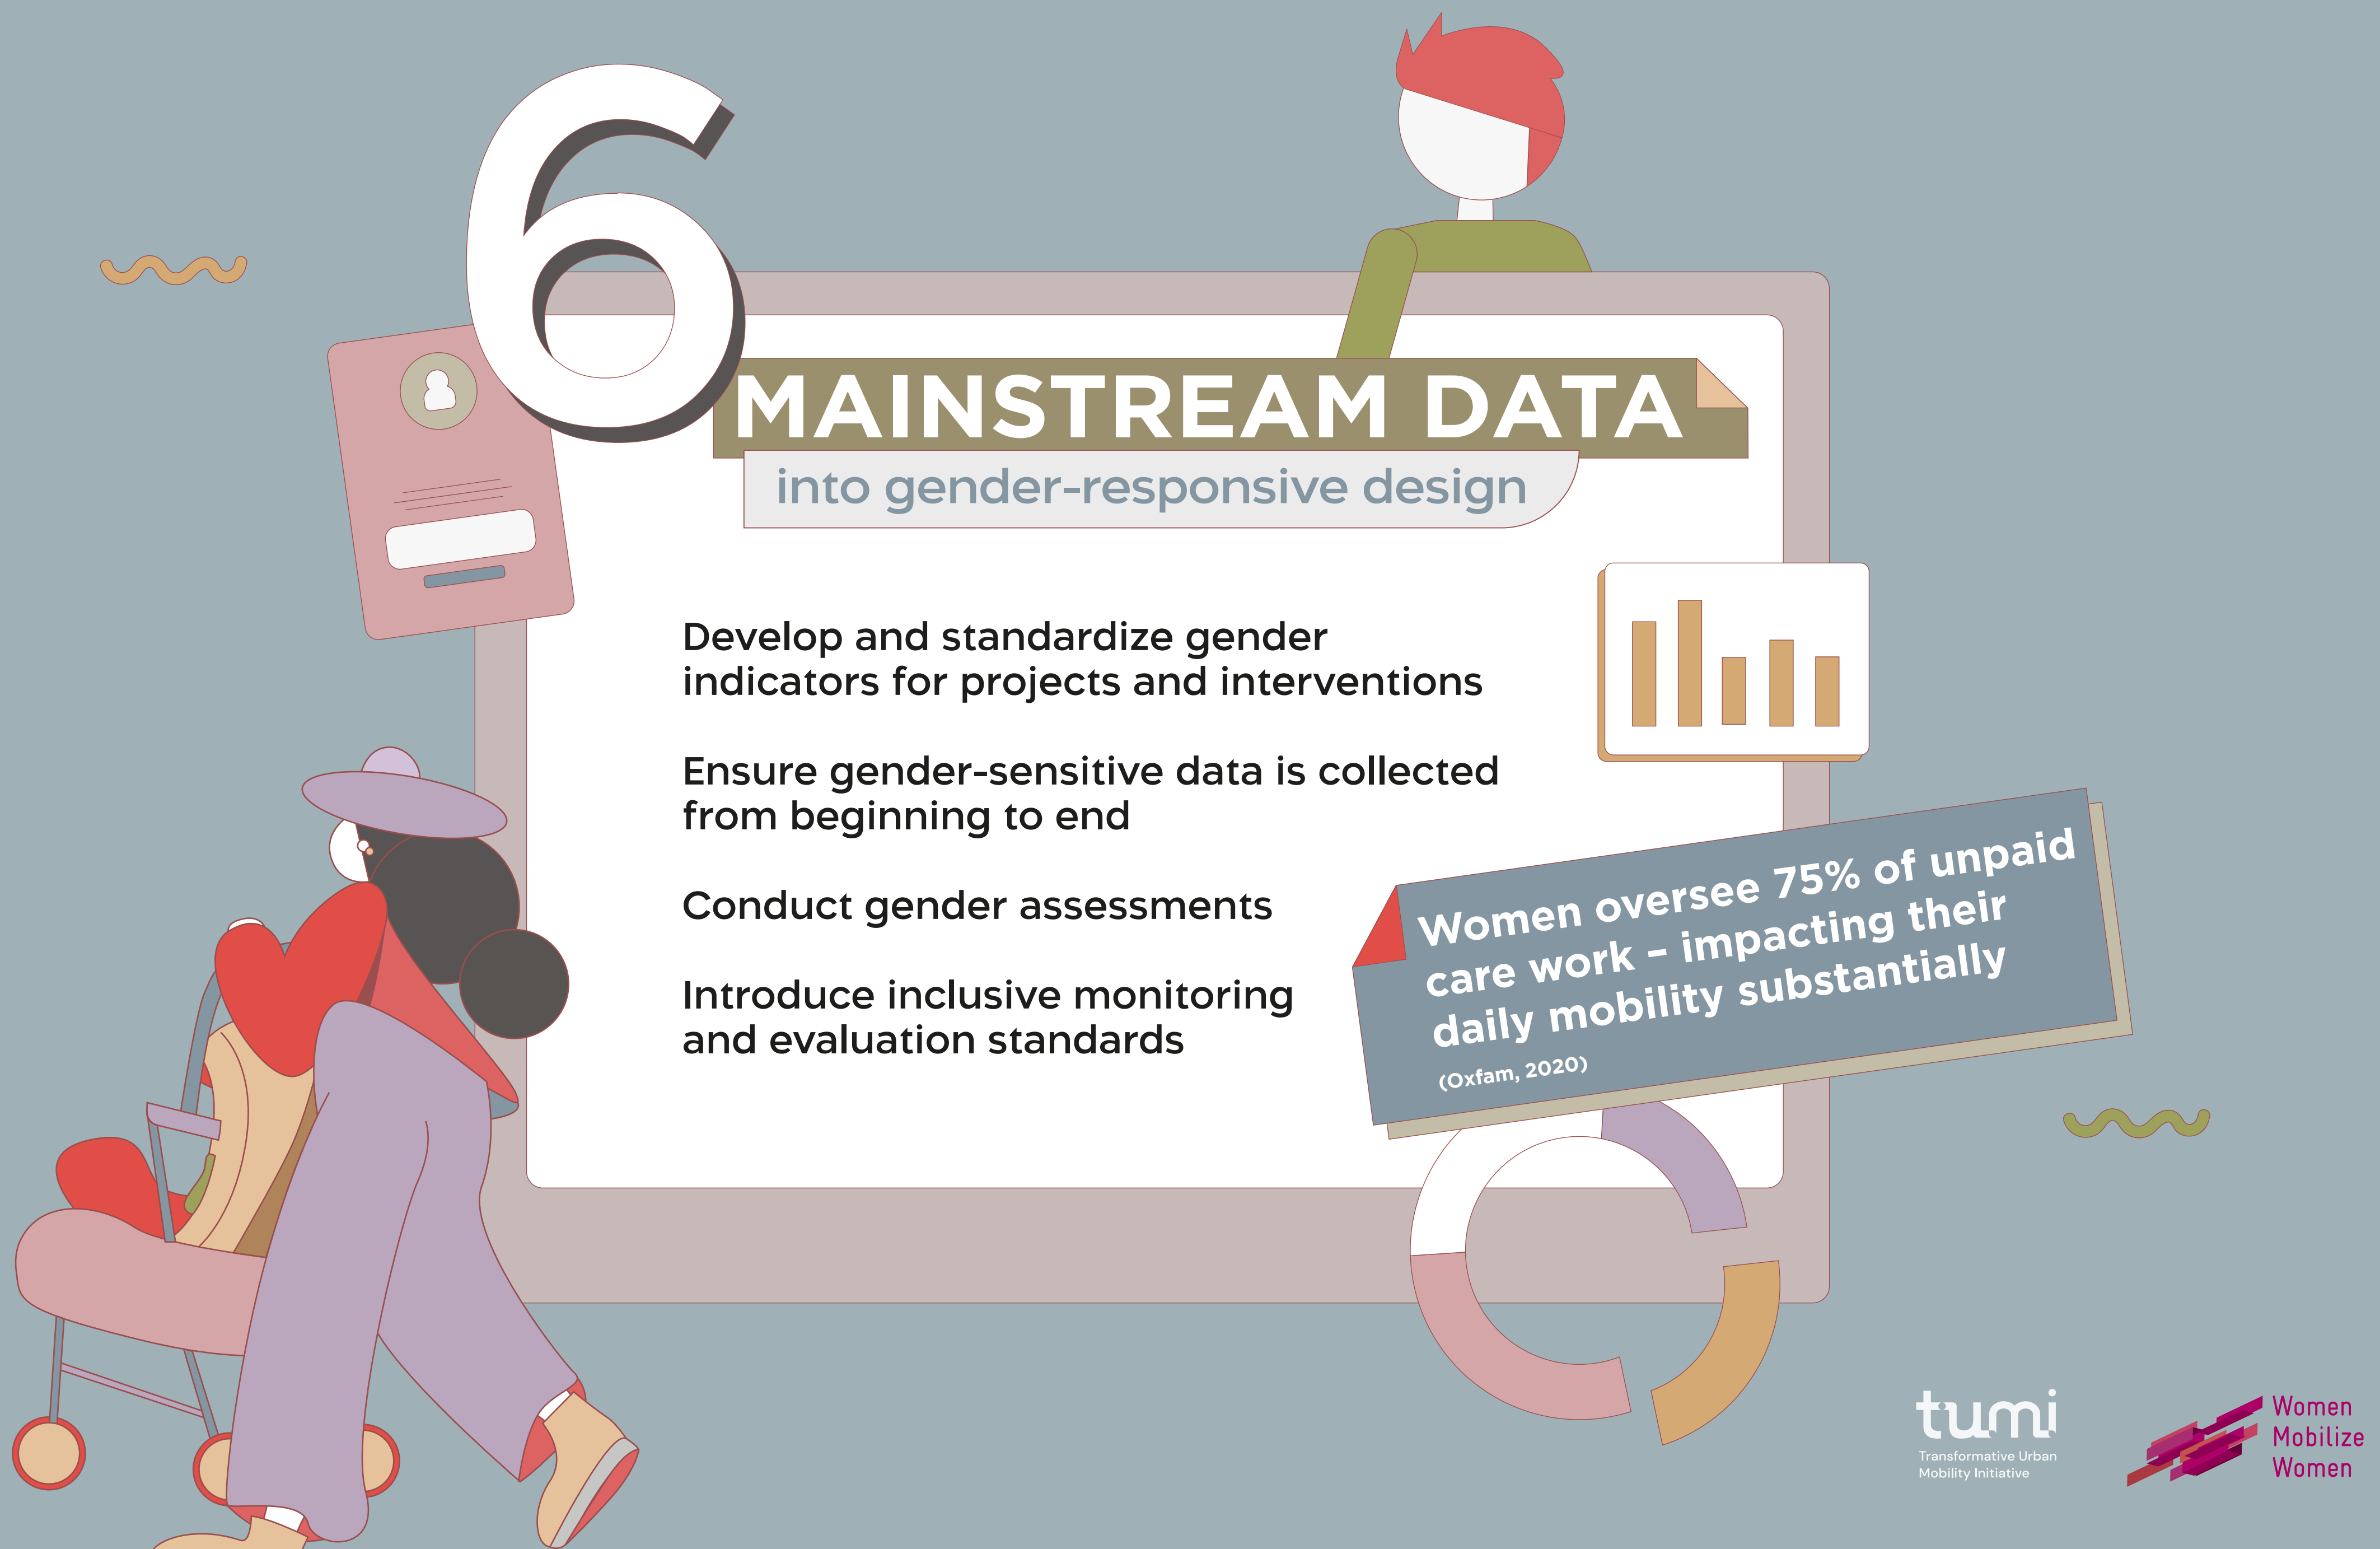 6
MAINSTREAM DATA
into gender-responsive design
Develop and standardize gender
indicators for projects and interventions
Ensure gender-sensitive data is collected
from beginning to end
Conduct gender assessments
Introduce inclusive monitoring
and evaluation standards
Women oversee 75% of unpaid
care work – impacting their
daily mobility substantially
(Oxfam, 2020)
tumi
Transformative Urban
Mobility Initiative
Women
Mobilize
Women